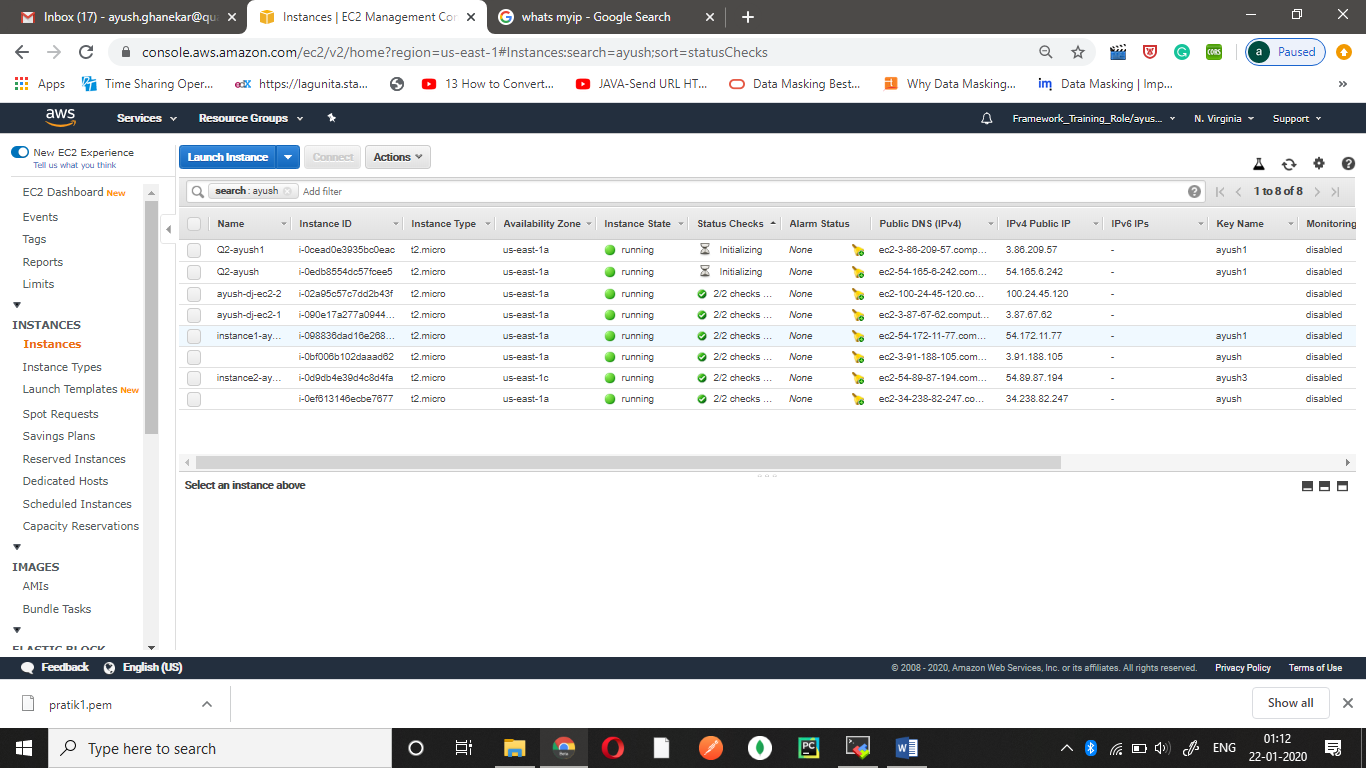 Inbox (17) - ayush.ghanekar@qu
Instances | EC2 Management Con
whats myip - Google Search
console.aws.amazon.com/ec2/v2/home?region=us-east-1#Instances:search=ayush;sort=statusChecks
a Paused
Apps Time Sharing Oper... edX https://lagunita.sta... 13 How to Convert... JAVA-Send URL HT... Data Masking Best... Why Data Masking... im Data Masking | Imp... »
aws Services Resource Groups Framework_Training_Role/ayus... N. Virginia Support
New EC2 Experience
Tell us what you think
EC2 Dashboard New
Events
Tags
Reports
Limits
INSTANCES
Instances
Instance Types
Launch Templates New
Spot Requests
Savings Plans
Reserved Instances
Dedicated Hosts
Scheduled Instances
Capacity Reservations
IMAGES
AMIs
Bundle Tasks
ELASTIC BLOCK
Launch Instance Connect Actions
search : ayush Add filter 1 to 8 of 8
Name Instance ID Instance Type Availability Zone Instance State Status Checks Alarm Status Public DNS (IPv4) IPv4 Public IP IPv6 IPs Key Name Monitoring
Q2-ayush1 i-0cead0e3935bc0eac t2.micro us-east-1a running Initializing None ec2-3-86-209-57.comp... 3.86.209.57 - ayush1 disabled
Q2-ayush i-0edb8554dc57fcee5 t2.micro us-east-1a running Initializing None ec2-54-165-6-242.com... 54.165.6.242 - ayush1 disabled
ayush-dj-ec2-2 i-02a95c57c7dd2b43f t2.micro us-east-1a running 2/2 checks ... None ec2-100-24-45-120.co... 100.24.45.120 - disabled
ayush-dj-ec2-1 i-090e17a277a0944... t2.micro us-east-1a running 2/2 checks ... None ec2-3-87-67-62.comput... 3.87.67.62 - disabled
instance1-ay... i-098836dad16e268... t2.micro us-east-1a running 2/2 checks ... None ec2-54-172-11-77.com... 54.172.11.77 - ayush1 disabled
i-0bf006b102daaad62 t2.micro us-east-1a running 2/2 checks ... None ec2-3-91-188-105.com... 3.91.188.105 - ayush disabled
instance2-ay... i-0d9db4e39d4c8d4fa t2.micro us-east-1c running 2/2 checks ... None ec2-54-89-87-194.com... 54.89.87.194 - ayush3 disabled
i-0ef613146ecbe7677 t2.micro us-east-1a running 2/2 checks ... None ec2-34-238-82-247.co... 34.238.82.247 - ayush disabled
Select an instance above
Feedback English (US) © 2008 - 2020, Amazon Web Services, Inc. or its affiliates. All rights reserved. Privacy Policy Terms of Use
pratik1.pem Show all
Type here to search PC W ENG 01:12
22-01-2020